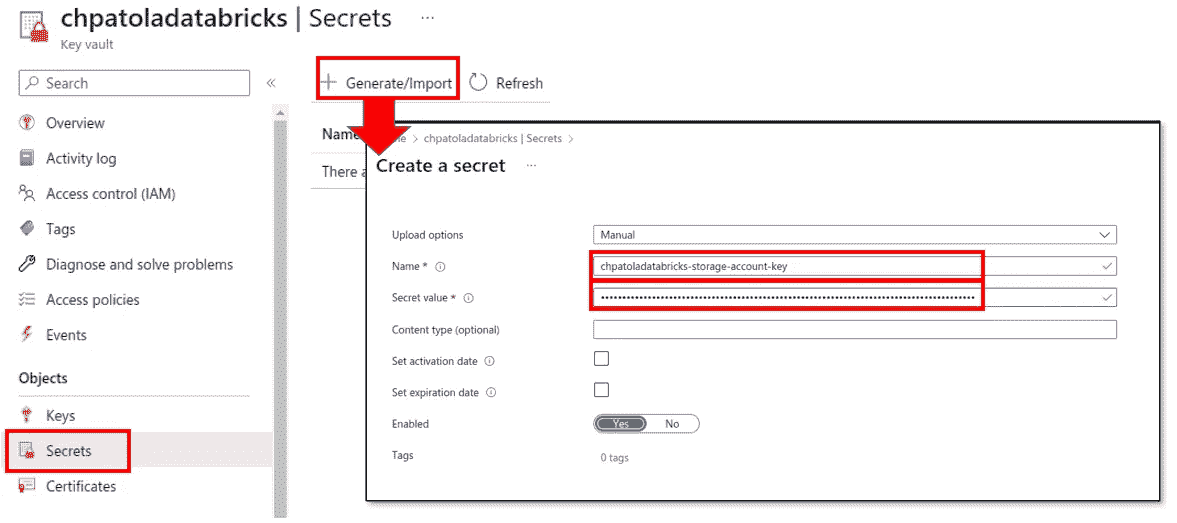 chpatoladatabricks | Secrets ...
Key vault
Search
«
Generate/Import
Refresh
Overview
Activity log
Access control (IAM)
Tags
Diagnose and solve problems
Access policies
Events
Objects
Keys
Secrets
Certificates
Name
There
chpatoladatabricks | Secrets >
Create a secret ...
Upload options
Manual
Name *
chpatoladatabricks-storage-account-key
Secret value *
Content type (optional)
Set activation date
Set expiration date
Enabled
Yes No
Tags
0 tags